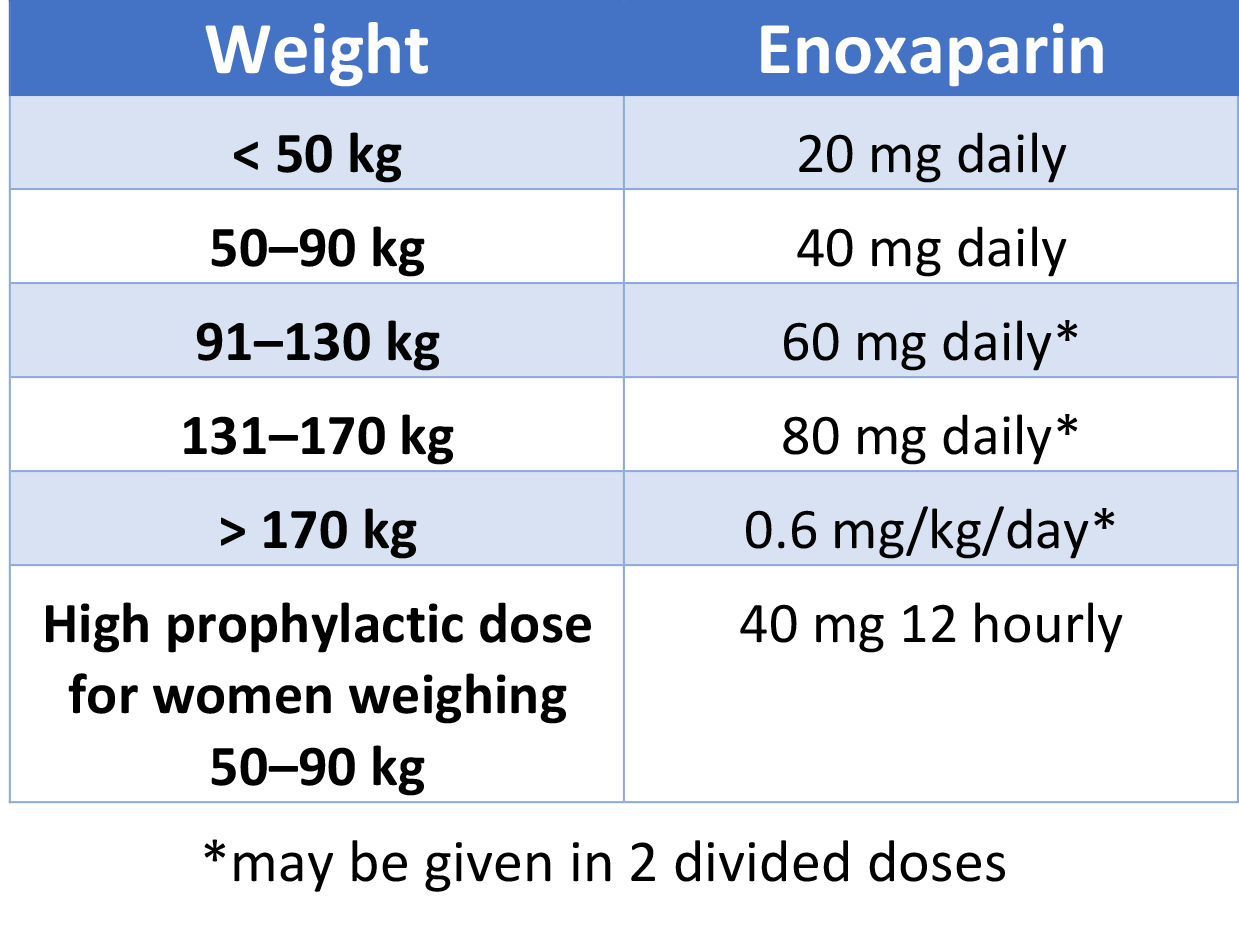 Weight Enoxaparin
< 50 kg 20 mg daily
50–90 kg 40 mg daily
91–130 kg 60 mg daily*
131–170 kg 80 mg daily*
> 170 kg 0.6 mg/kg/day*
High prophylactic dose 40 mg 12 hourly
for women weighing
50–90 kg
*may be given in 2 divided doses